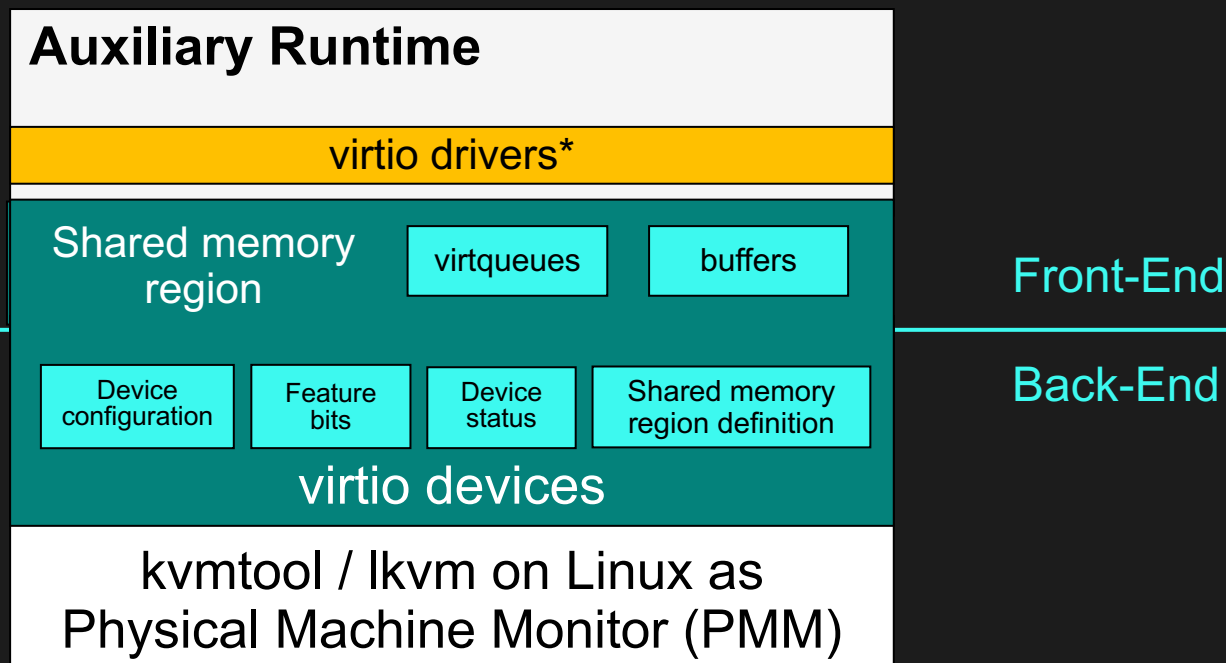 Auxiliary Runtime
virtio drivers*
Shared memory
region
virtqueues
buffers
Front-End
Back-End
Device
configuration
Feature
bits
Device
status
Shared memory
region definition
virtio devices
kvmtool / lkvm on Linux as
Physical Machine Monitor (PMM)